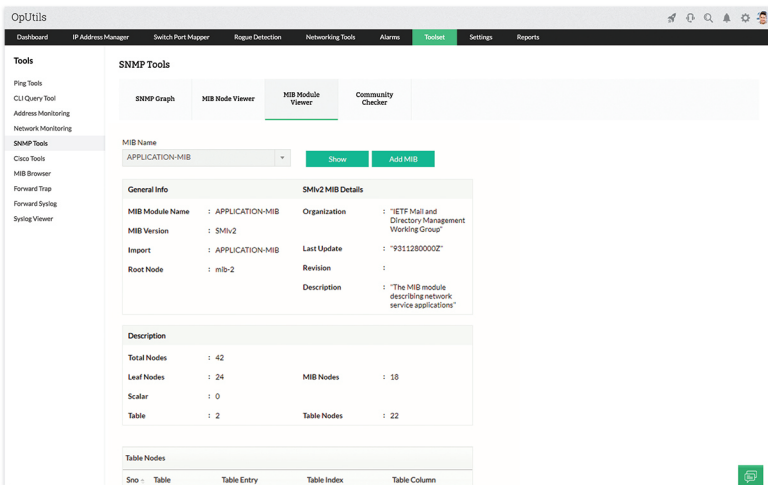 OpUtils
Dashboard IP Address Manager Switch Port Mapper Rogue Detection Networking Tools Alarms Toolset Settings Reports
Tools
Ping Tools
CLI Query Tool
Address Monitoring
Network Monitoring
SNMP Tools
Cisco Tools
MIB Browser
Forward Trap
Forward Syslog
Syslog Viewer
SNMP Tools
SNMP Graph
MIB Node Viewer
MIB Module
Viewer
Community
Checker
MIB Name
APPLICATION-MIB
Show
Add MIB
General Info SMIv2 MIB Details
MIB Module Name : APPLICATION-MIB
MIB Version : SMIv2
Import : APPLICATION-MIB
Root Node : mib-2
Organization : "IETF Mail and
Directory Management
Working Group"
Last Update : "9311280000Z"
Revision :
Description : "The MIB module
describing network
service applications"
Description
Total Nodes : 42
Leaf Nodes : 24 MIB Nodes : 18
Scalar : 0
Table : 2 Table Nodes : 22
Table Nodes
Sno Table Table Entry Table Index Table Column